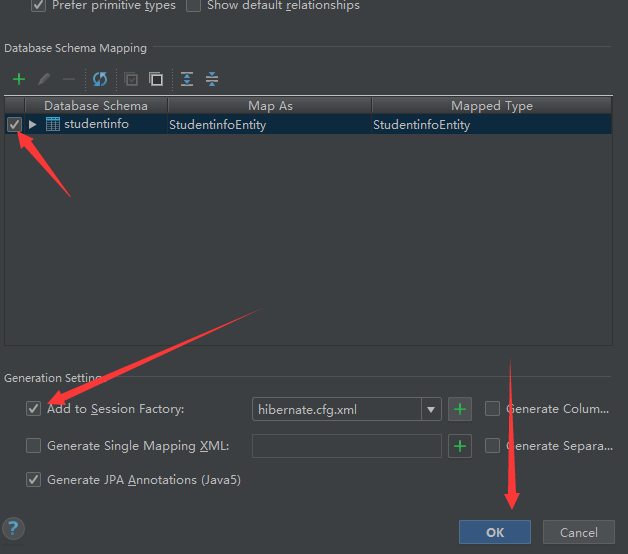 Prefer primitive types Show default relationships
Database Schema Mapping
Database Schema Map As Mapped Type
studentinfo StudentinfoEntity StudentinfoEntity
Generation Setting
Add to Session Factory: hibernate.cfg.xml Generate Colum...
Generate Single Mapping XML: Generate Separa...
Generate JPA Annotations (Java5)
? OK Cancel